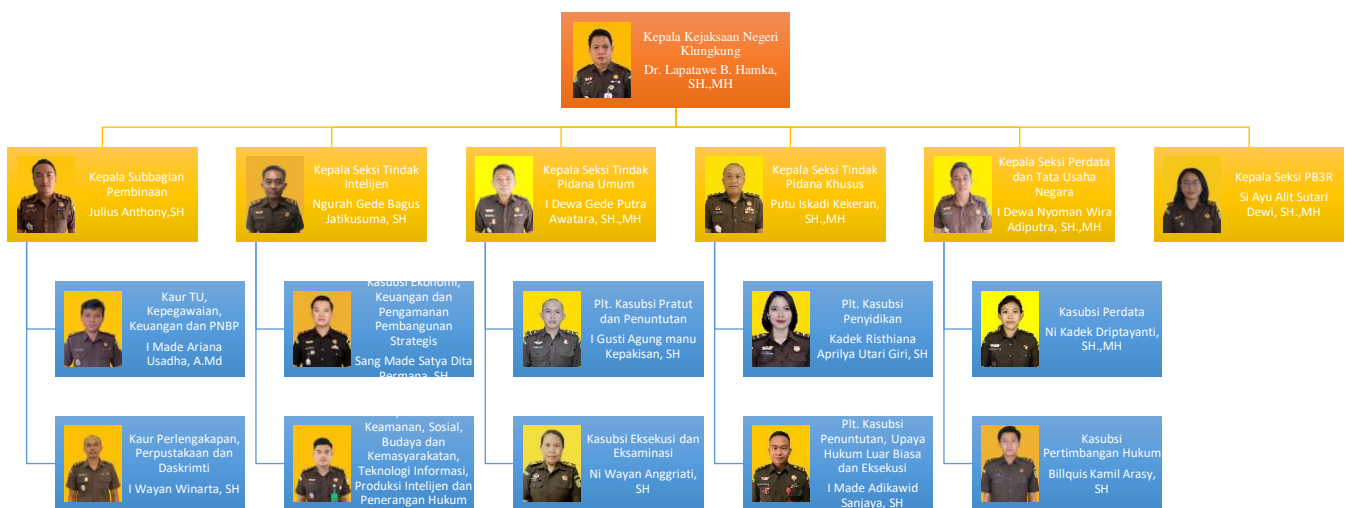 Kepala Kejaksaan Negeri
Klungkung
Dr. Lapatawe B. Hamka,
SH.,MH
Kepala Subbagian
Pembinaan
Julius Anthony,SH
Kepala Seksi Tindak
Intelijen
Ngurah Gede Bagus
Jatikusuma, SH
Kepala Seksi Tindak
Pidana Umum
I Dewa Gede Putra
Awatara, SH.,MH
Kepala Seksi Tindak
Pidana Khusus
Putu Iskadi Kekeran,
SH.,MH
Kepala Seksi Perdata
dan Tata Usaha
Negara
I Dewa Nyoman Wira
Adiputra, SH.,MH
Kepala Seksi PB3R
Si Ayu Alit Sutari
Dewi, SH.,MH
Kaur TU,
Kepegawaian,
Keuangan dan PNBP
I Made Ariana
Usadha, A.Md
Kasubsi Ekonomi,
Keuangan dan
Pengamanan
Pembangunan
Strategis
Sang Made Satya Dita
Permana, SH
Plt. Kasubsi Pratut
dan Penuntutan
I Gusti Agung manu
Kepakisan, SH
Plt. Kasubsi
Penyidikan
Kadek Risthiana
Aprilya Utari Giri, SH
Kasubsi Perdata
Ni Kadek Driptayanti,
SH.,MH
Kaur Perlengakapan,
Perpustakaan dan
Daskrimti
I Wayan Winarta, SH
Keamanan, Sosial,
Budaya dan
Kemasyarakatan,
Teknologi Informasi,
Produksi Intelijen dan
Penerangan Hukum
Kasubsi Eksekusi dan
Eksaminasi
Ni Wayan Anggriati,
SH
Plt. Kasubsi
Penuntutan, Upaya
Hukum Luar Biasa
dan Eksekusi
I Made Adikawid
Sanjaya, SH
Kasubsi
Pertimbangan Hukum
Billquis Kamil Arasy,
SH